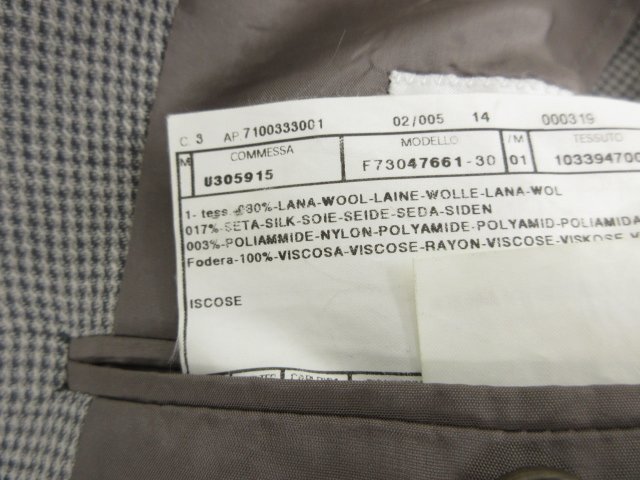 C. 3 AP 7100333001 02/005 14 000319
M COMMESSA MODELLO /M TESSUTO
U305915 F73047661-30 01 103394700
1- tess. 80%-LANA-WOOL-LAINE-WOLLE-LANA-WOL
017%-SETA-SILK-SOIE-SEIDE-SEDA-SIDEN
003%-POLIAMMIDE-NYLON-POLYAMIDE-POLYAMID-POLIAMIDA
Fodera-100%-VISCOSA-VISCOSE-RAYON-VISCOSE-VISKOSE
ISCOSE